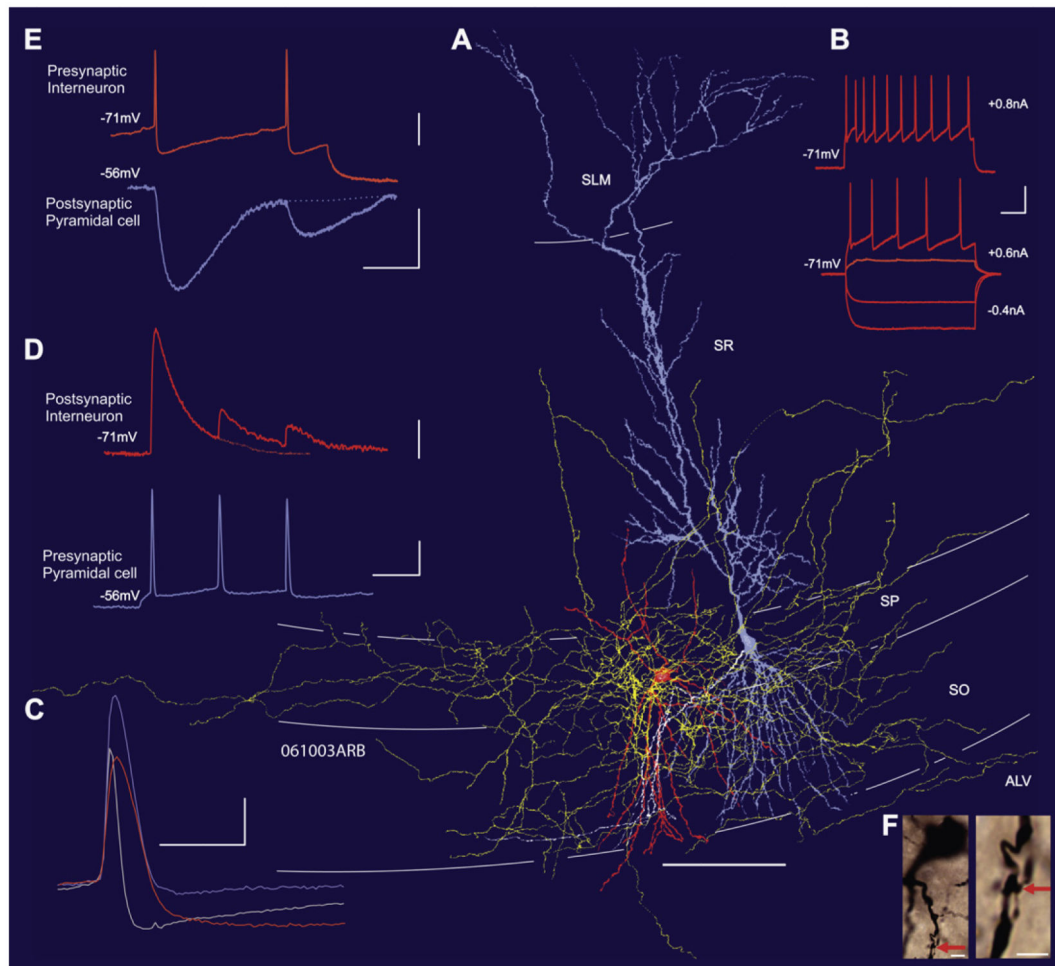 E
Presynaptic
Interneuron
-71mV
-56mV
Postsynaptic
Pyramidal cell
A
SLM
SR
SP
SO
ALV
B
+0.8nA
-71mV
+0.6nA
-71mV
-0.4nA
D
Postsynaptic
Interneuron
-71mV
Presynaptic
Pyramidal cell
-56mV
C
061003ARB
F